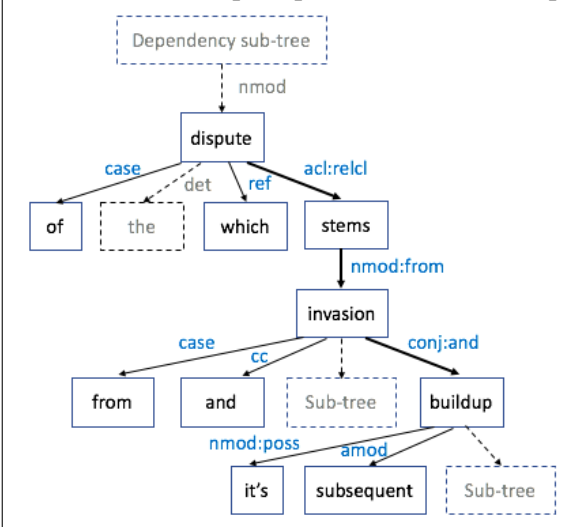 Dependency sub-tree
nmod
dispute
case
det
ref
acl:relcl
of
the
which
stems
nmod:from
invasion
case
cc
conj:and
from
and
Sub-tree
buildup
nmod:poss
amod
it's
subsequent
Sub-tree